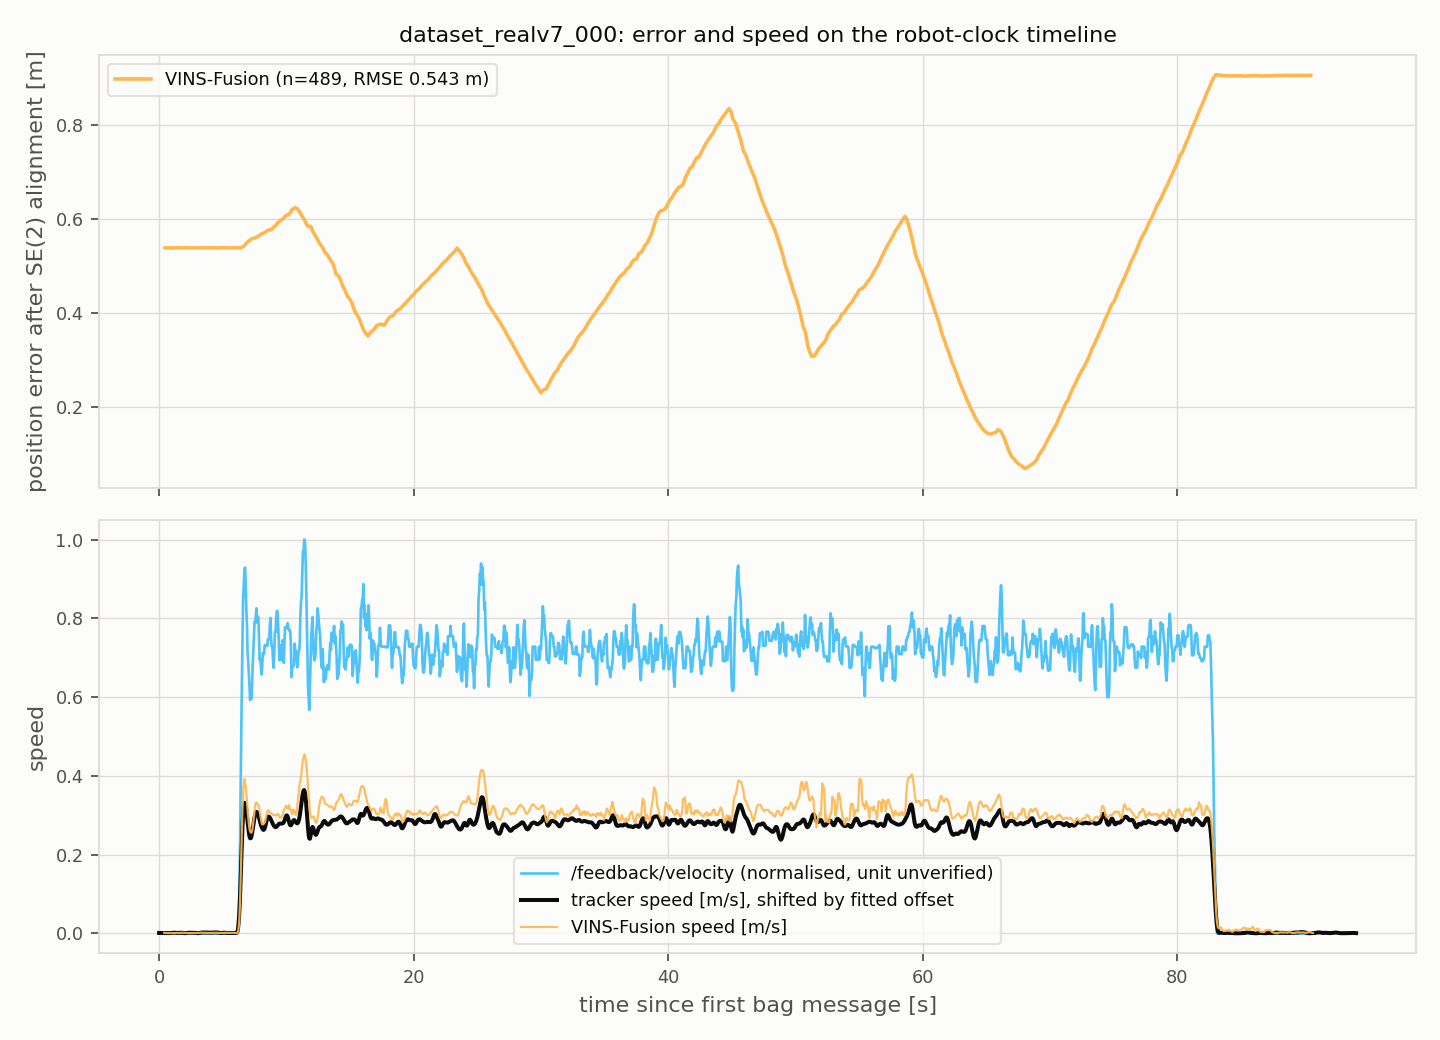 dataset_realv7_000: error and speed on the robot-clock timeline
position error after SE(2) alignment [m]
VINS-Fusion (n=489, RMSE 0.543 m)
0.8
0.6
0.4
0.2
speed
1.0
0.8
0.6
0.4
0.2
0.0
/feedback/velocity (normalised, unit unverified)
tracker speed [m/s], shifted by fitted offset
VINS-Fusion speed [m/s]
0 20 40 60 80
time since first bag message [s]